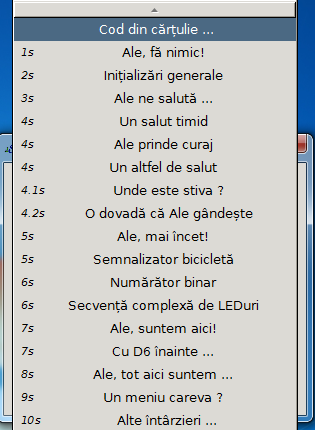 Cod din cărțulie ...
1s Ale, fă nimic!
2s Inițializări generale
3s Ale ne salută ...
4s Un salut timid
4s Ale prinde curaj
4s Un altfel de salut
4.1s Unde este stiva ?
4.2s O dovadă că Ale gândește
5s Ale, mai încet!
5s Semnalizator bicicletă
6s Numărător binar
6s Secvență complexă de LEDuri
7s Ale, suntem aici!
7s Cu D6 înainte ...
8s Ale, tot aici suntem ...
9s Un meniu careva ?
10s Alte întârzieri ...